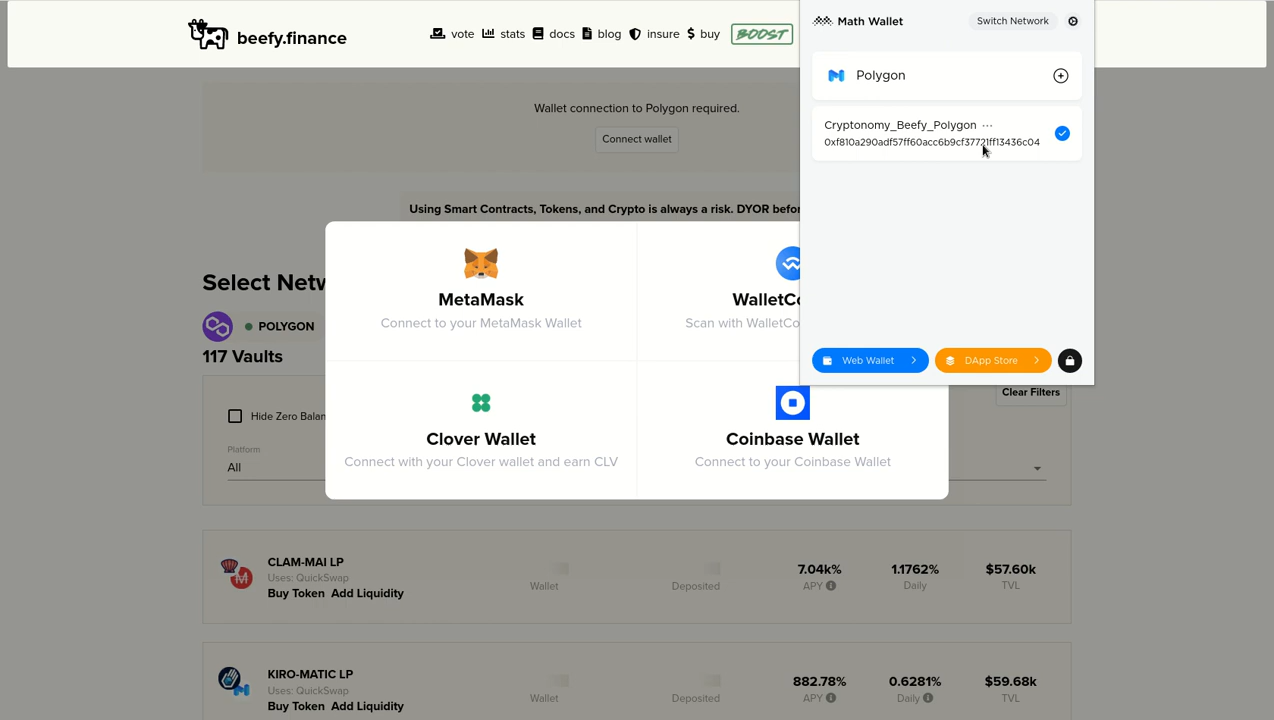 beefy.finance
vote stats docs blog insure buy BOOST
Math Wallet
Switch Network
Polygon
Cryptonomy_Beefy_Polygon ...
0xf810a290adf57ff60acc6b9cf37721ff13436c04
Web Wallet
DApp Store
Wallet connection to Polygon required.
Connect wallet
Using Smart Contracts, Tokens, and Crypto is always a risk. DYOR
Select
POLYGON
117 Vaults
Hide Zero
Clear Filters
Platform
All
MetaMask
Connect to your MetaMask Wallet
Scan with
Clover Wallet
Connect with your Clover wallet and earn CLV
Coinbase Wallet
Connect to your Coinbase Wallet
CLAM-MAI LP
Uses: QuickSwap
Buy Token Add Liquidity
Wallet
Deposited
7.04k%
APY
1.1762%
Daily
$57.60k
TVL
KIRO-MATIC LP
Uses: QuickSwap
Buy Token Add Liquidity
Wallet
Deposited
882.78%
APY
0.6281%
Daily
$59.68k
TVL